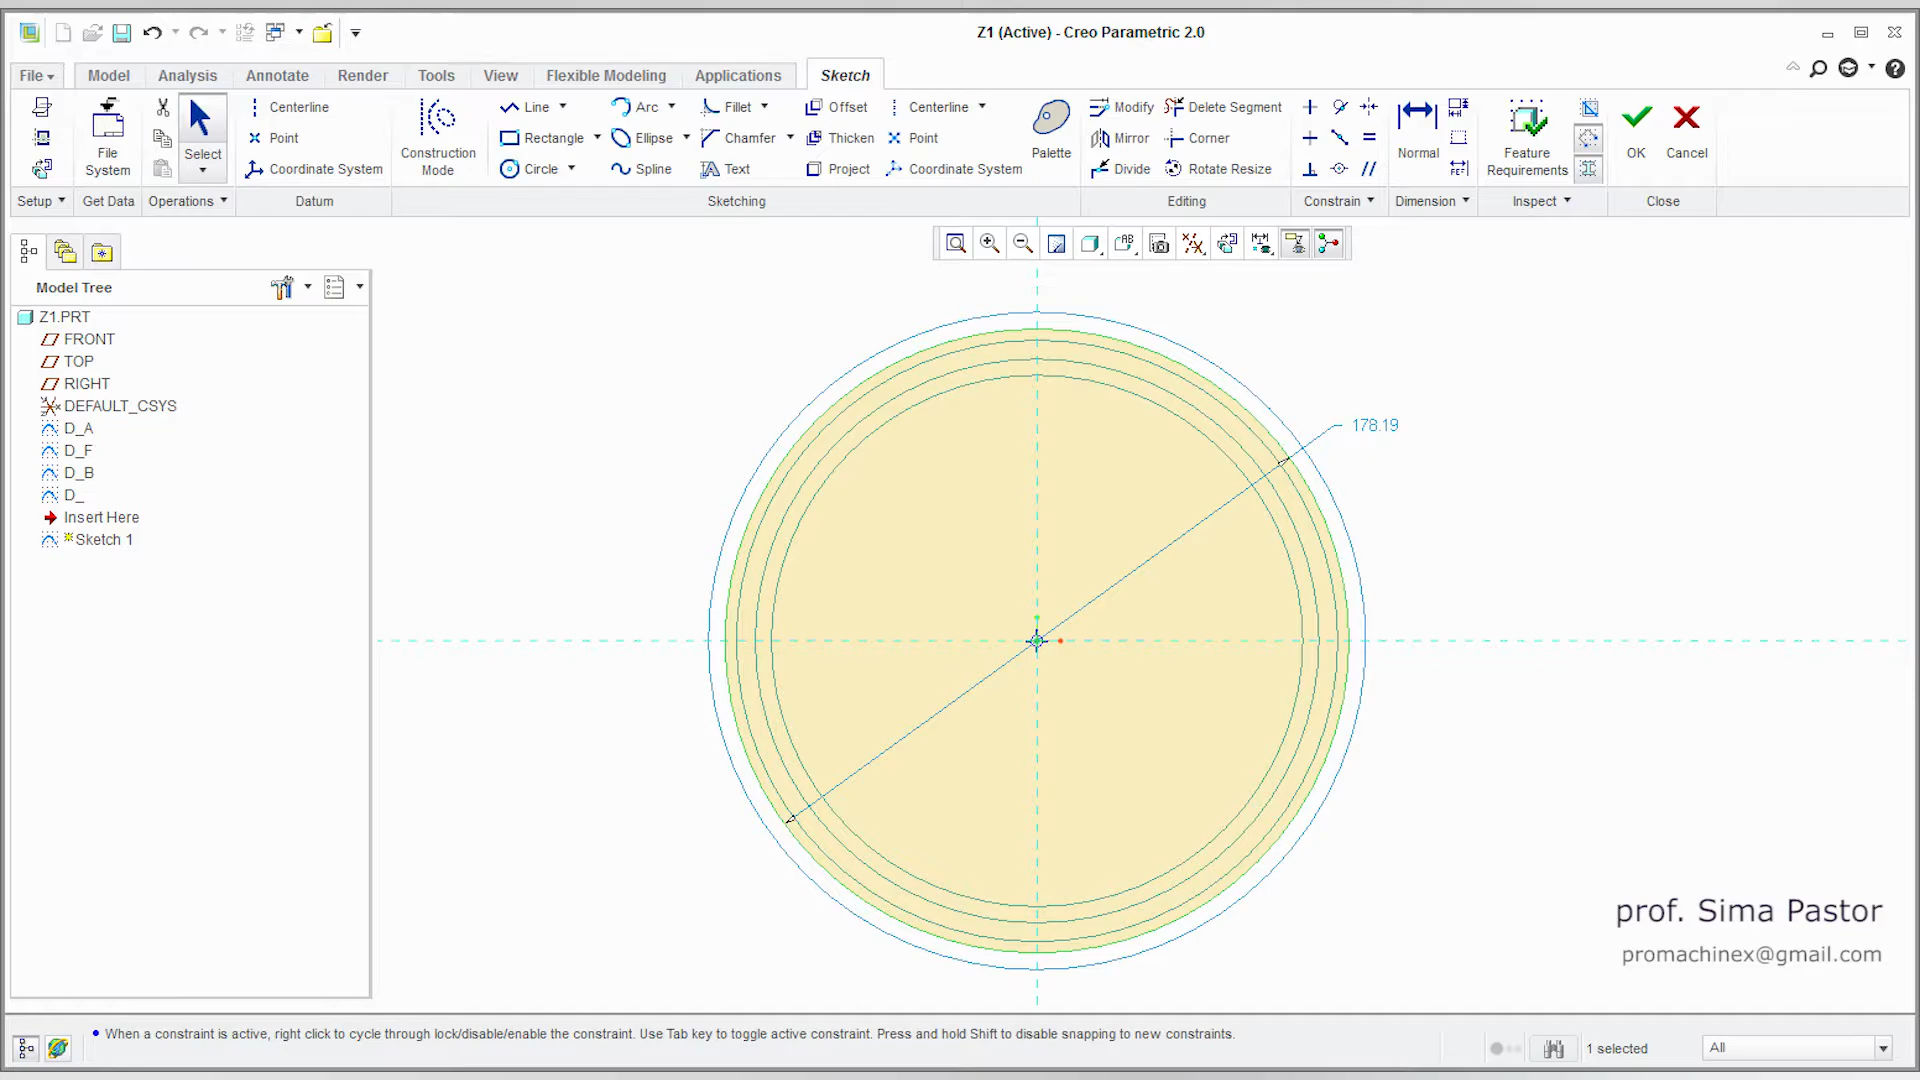 Z1 (Active) - Creo Parametric 2.0
File Model Analysis Annotate Render Tools View Flexible Modeling Applications Sketch
Centerline Line Arc Fillet Offset Centerline Modify Delete Segment
Point Rectangle Ellipse Chamfer Thicken Point Mirror Corner
Coordinate System Circle Spline Text Project Coordinate System Divide Rotate Resize
File System
Select
Construction Mode
Palette
Normal
Feature Requirements
OK
Cancel
Setup Get Data Operations Datum Sketching Editing Constrain Dimension Inspect Close
Model Tree
Z1.PRT
FRONT
TOP
RIGHT
DEFAULT_CSYS
D_A
D_F
D_B
D_
Insert Here
Sketch 1
178.19
prof. Sima Pastor
promachinex@gmail.com
When a constraint is active, right click to cycle through lock/disable/enable the constraint. Use Tab key to toggle active constraint. Press and hold Shift to disable snapping to new constraints.
1 selected
All